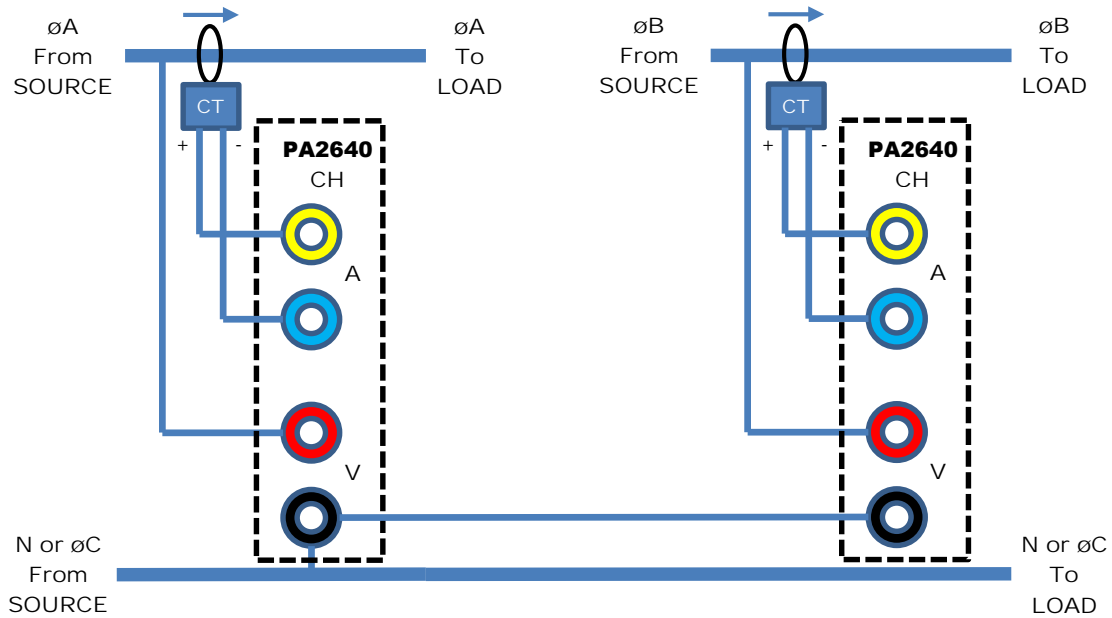 øA
From
SOURCE
øA
To
LOAD
CT
+
-
PA2640
CH
A
V
øB
From
SOURCE
øB
To
LOAD
CT
+
-
PA2640
CH
A
V
N or øC
From
SOURCE
N or øC
To
LOAD